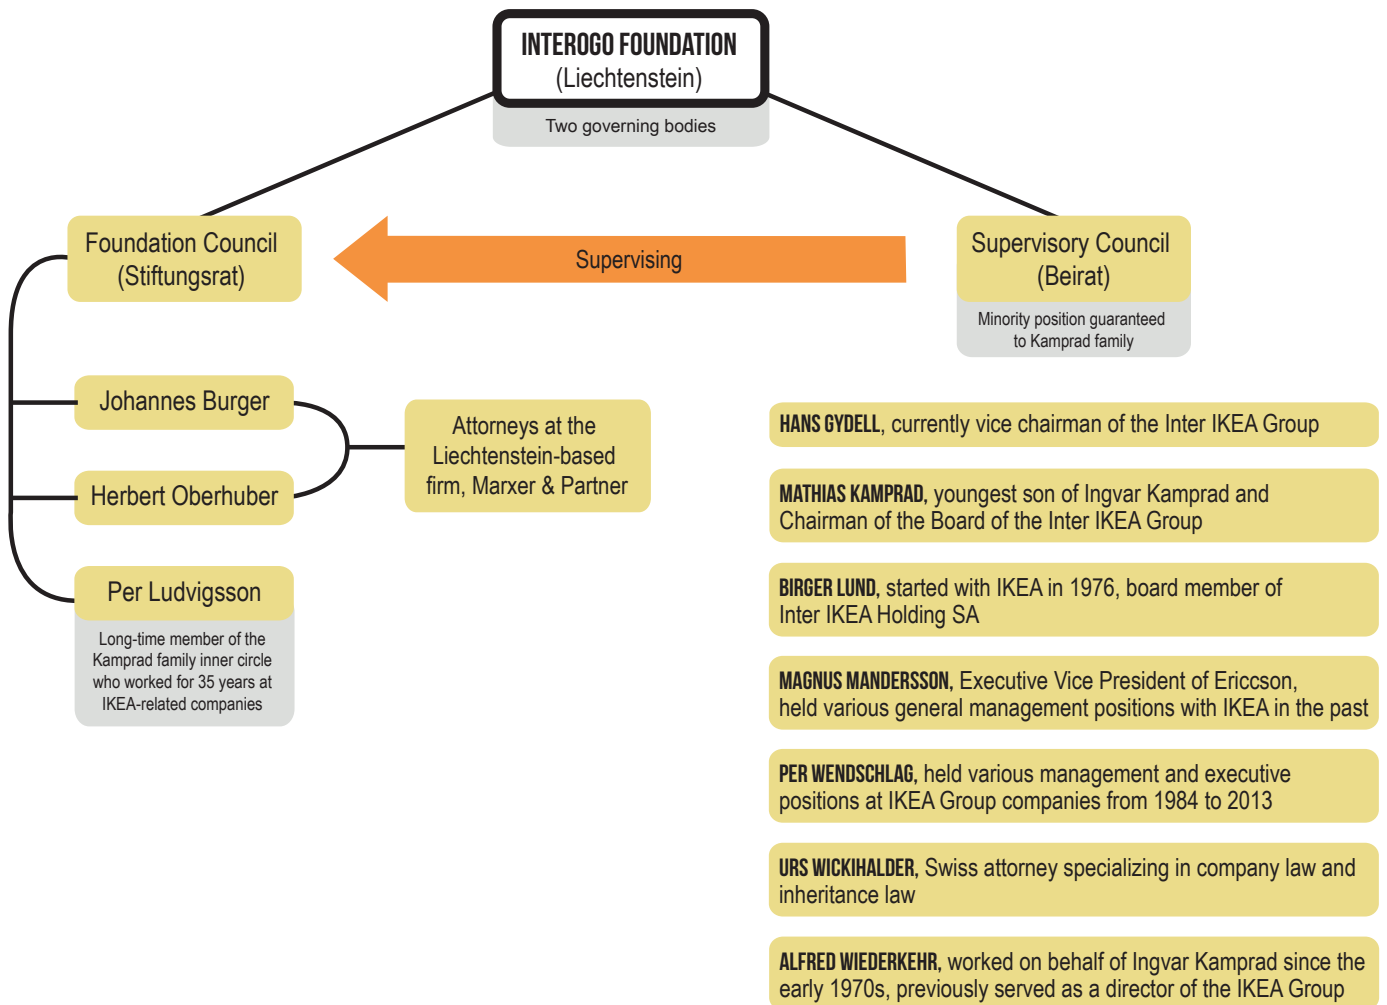 INTEROGO FOUNDATION
(Liechtenstein)
Two governing bodies
Foundation Council
(Stiftungsrat)
Supervising
Supervisory Council
(Beirat)
Minority position guaranteed
to Kamprad family
Johannes Burger
Herbert Oberhuber
Attorneys at the
Liechtenstein-based
firm, Marxer & Partner
Per Ludvigsson
Long-time member of the
Kamprad family inner circle
who worked for 35 years at
IKEA-related companies
HANS GYDELL, currently vice chairman of the Inter IKEA Group
MATHIAS KAMPRAD, youngest son of Ingvar Kamprad and
Chairman of the Board of the Inter IKEA Group
BIRGER LUND, started with IKEA in 1976, board member of
Inter IKEA Holding SA
MAGNUS MANDERSSON, Executive Vice President of Ericcson,
held various general management positions with IKEA in the past
PER WENDSCHLAG, held various management and executive
positions at IKEA Group companies from 1984 to 2013
URS WICKIHALDER, Swiss attorney specializing in company law and
inheritance law
ALFRED WIEDERKEHR, worked on behalf of Ingvar Kamprad since the
early 1970s, previously served as a director of the IKEA Group